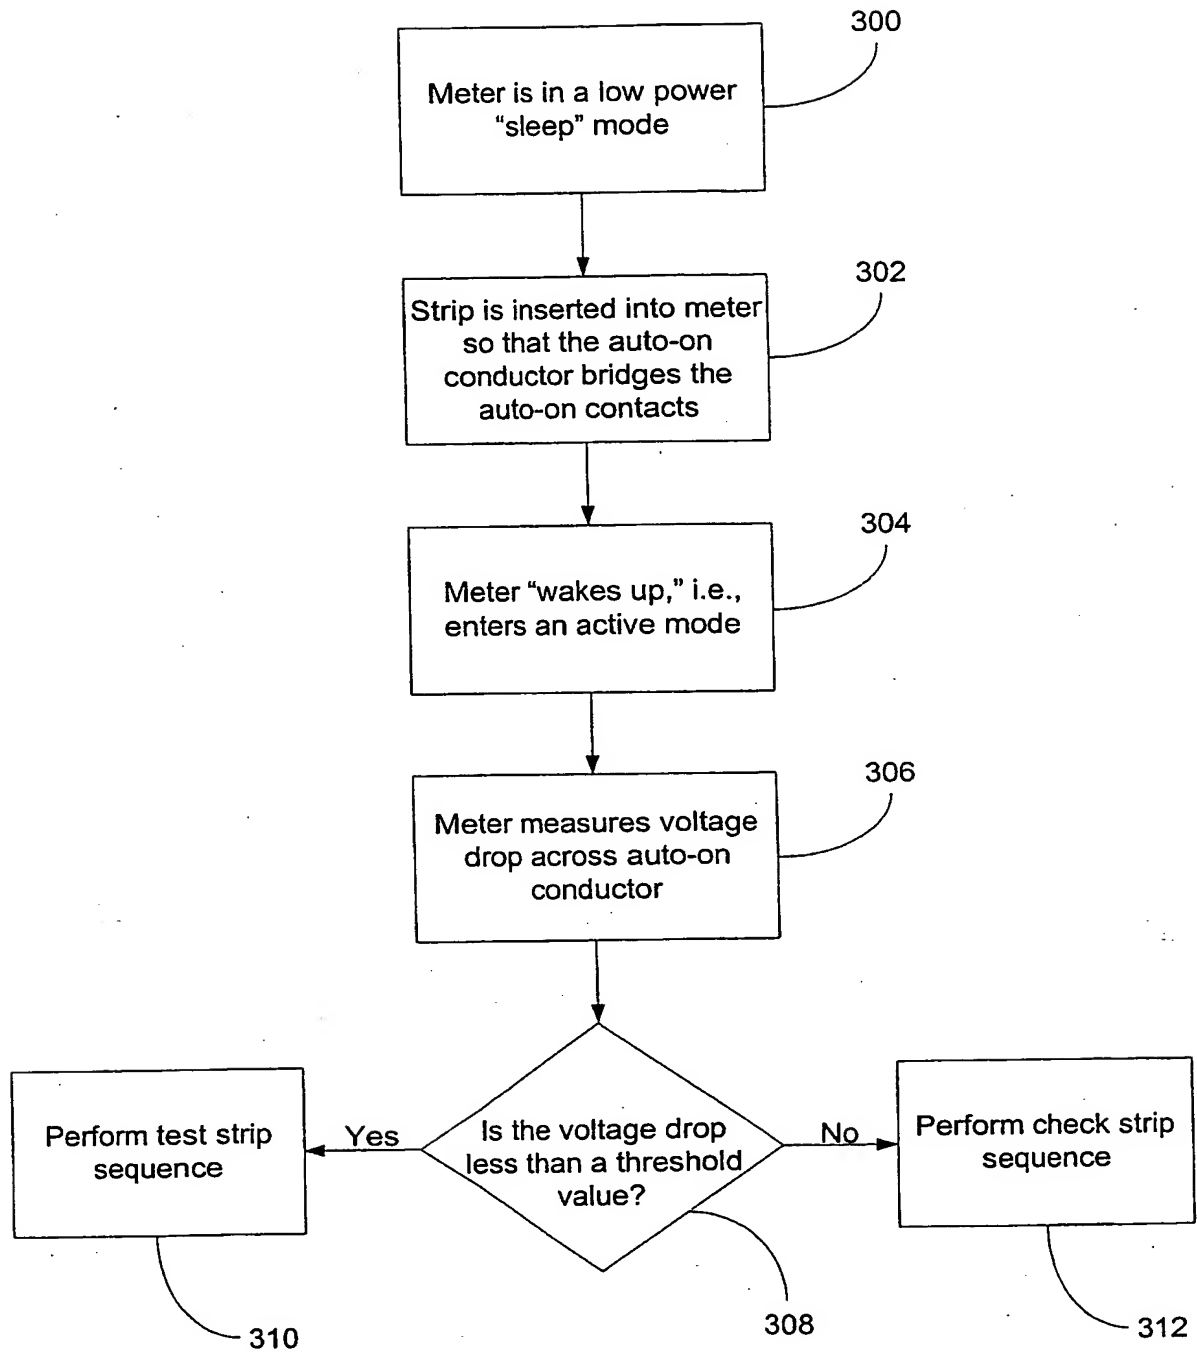 300
Meter is in a low power
“sleep” mode
302
Strip is inserted into meter
so that the auto-on
conductor bridges the
auto-on contacts
304
Meter “wakes up,” i.e.,
enters an active mode
306
Meter measures voltage
drop across auto-on
conductor
Is the voltage drop
less than a threshold
value?
308
Yes
Perform test strip
sequence
310
No
Perform check strip
sequence
312